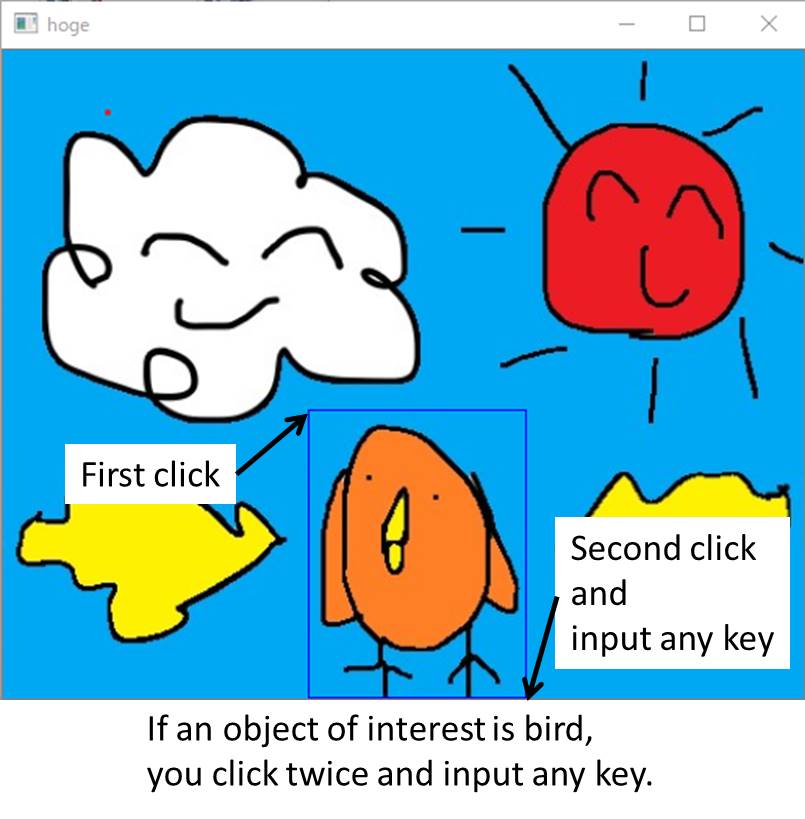 hoge
First click
Second click
and
input any key
If an object of interest is bird,
you click twice and input any key.